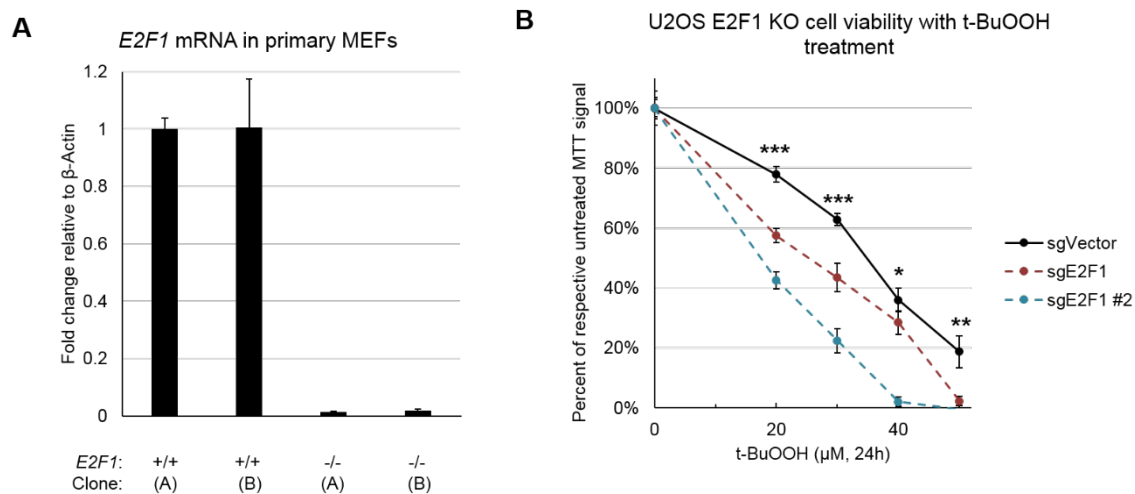 A
E2F1 mRNA in primary MEFs
Fold change relative to β-Actin
1.2
1
0.8
0.6
0.4
0.2
0
E2F1: +/+ +/+ -/- -/-
Clone: (A) (B) (A) (B)
B
U2OS E2F1 KO cell viability with t-BuOOH
treatment
Percent of respective untreated MTT signal
100%
80%
60%
40%
20%
0%
***
***
*
**
0 20 40
t-BuOOH (μM, 24h)
sgVector
sgE2F1
sgE2F1 #2